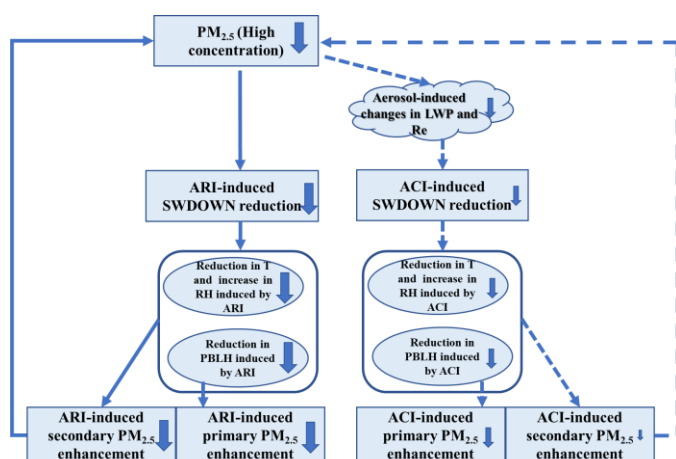 PM2.5 (High
concentration)
Aerosol-induced
changes in LWP and
Re
ARI-induced
SWDOWN reduction
ACI-induced
SWDOWN reduction
Reduction in T
and increase in
RH induced by
ARI
Reduction in
PBLH induced
by ARI
Reduction in T
and increase in
RH induced by
ACI
Reduction in
PBLH induced
by ACI
ARI-induced
secondary PM2.5
enhancement
ARI-induced
primary PM2.5
enhancement
ACI-induced
primary PM2.5
enhancement
ACI-induced
secondary PM2.5
enhancement